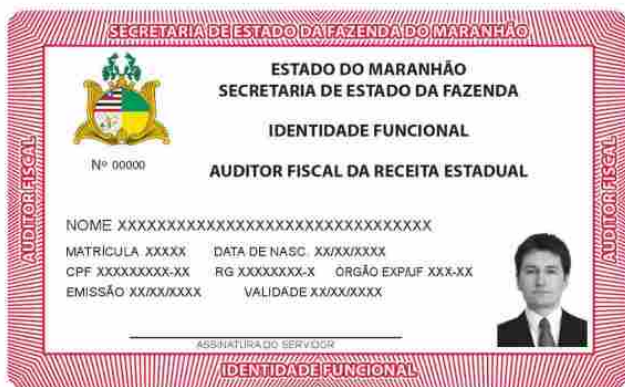 SECRETARIA DE ESTADO DA FAZENDA DO MARANHÃO
ESTADO DO MARANHÃO
SECRETARIA DE ESTADO DA FAZENDA
IDENTIDADE FUNCIONAL
Nº 00000
AUDITOR FISCAL DA RECEITA ESTADUAL
AUDITOR FISCAL
AUDITOR FISCAL
NOME XXXXXXXXXXXXXXXXXXXXXXXXXXXXXXXX
MATRÍCULA XXXXX DATA DE NASC. XX/XX/XXXX
CPF XXXXXXXXX-XX RG XXXXXXXX-X ÓRGÃO EXP/UF XXX-XX
EMISSÃO XX/XX/XXXX VALIDADE XX/XX/XXXX
ASSINATURA DO SERVIDOR
IDENTIDADE FUNCIONAL